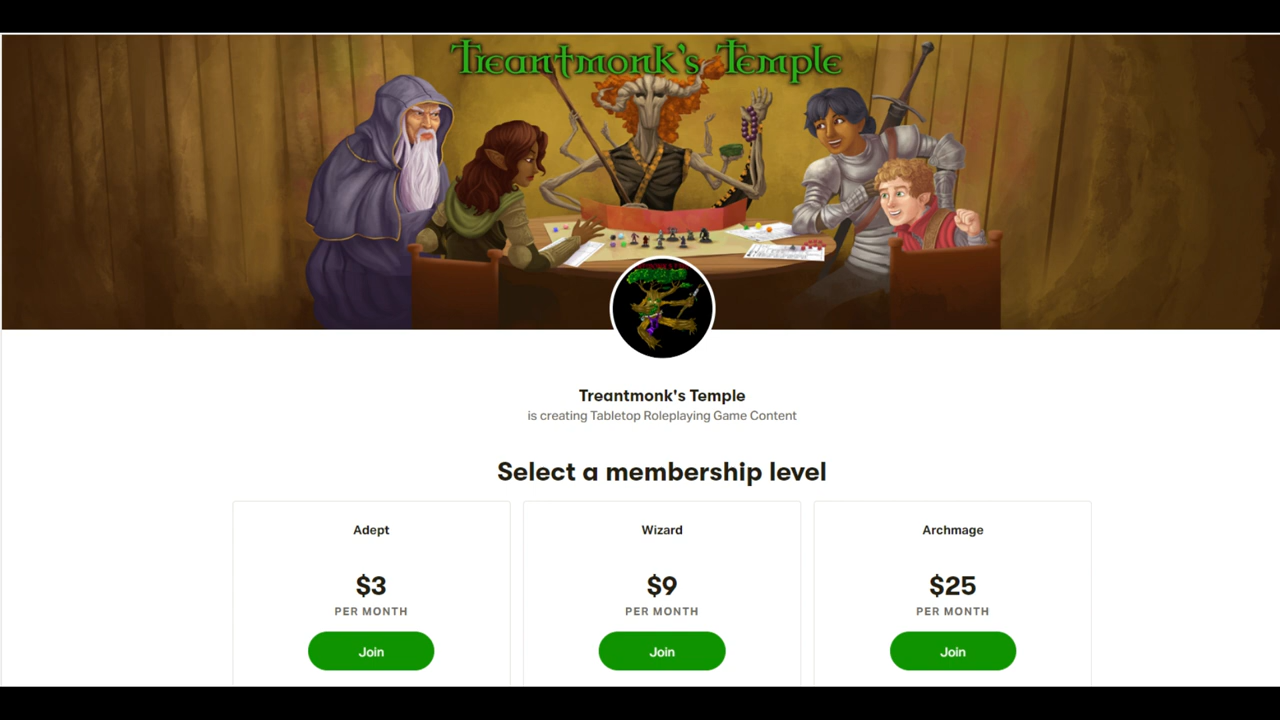 Treantmonk's Temple
Treantmonk's Temple
is creating Tabletop Roleplaying Game Content
Select a membership level
Adept
$3
PER MONTH
Join
Wizard
$9
PER MONTH
Join
Archmage
$25
PER MONTH
Join